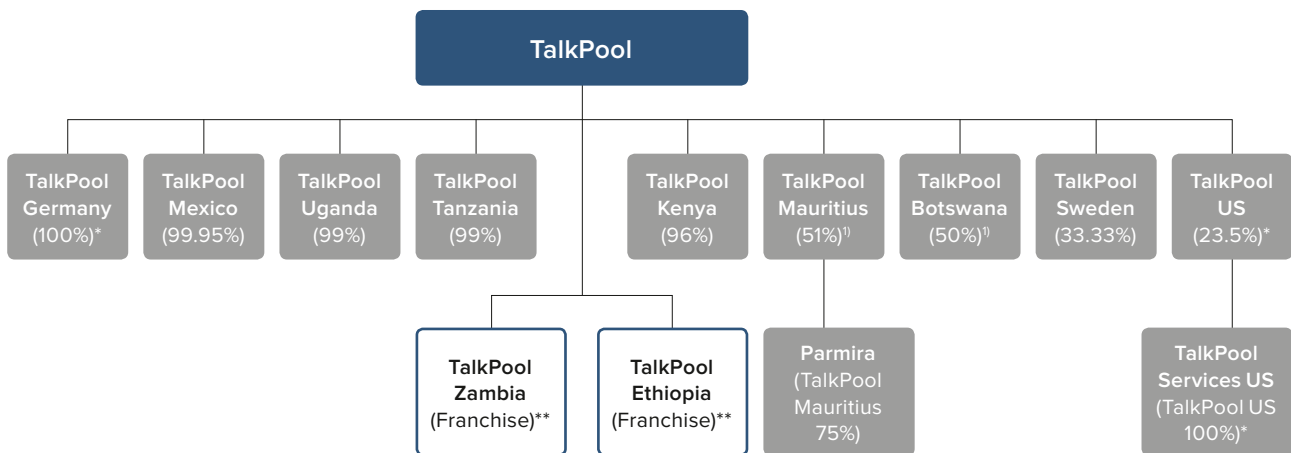 TalkPool
TalkPool
Germany
(100%)*
TalkPool
Mexico
(99.95%)
TalkPool
Uganda
(99%)
TalkPool
Tanzania
(99%)
TalkPool
Kenya
(96%)
TalkPool
Mauritius
(51%)¹⁾
TalkPool
Botswana
(50%)¹⁾
TalkPool
Sweden
(33.33%)
TalkPool
US
(23.5%)*
TalkPool
Zambia
(Franchise)**
TalkPool
Ethiopia
(Franchise)**
Parmira
(TalkPool
Mauritius
75%)
TalkPool
Services US
(TalkPool US
100%)*